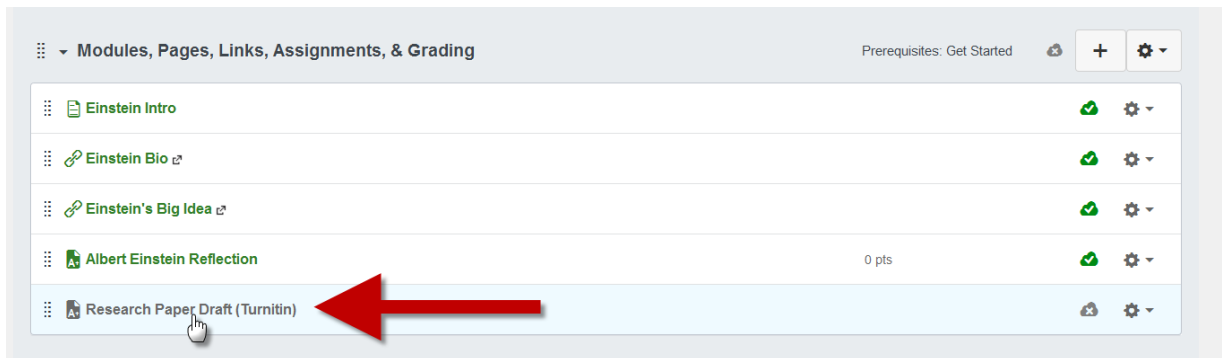 Modules, Pages, Links, Assignments, & Grading Prerequisites: Get Started
Einstein Intro
Einstein Bio
Einstein's Big Idea
Albert Einstein Reflection 0 pts
Research Paper Draft (Turnitin)